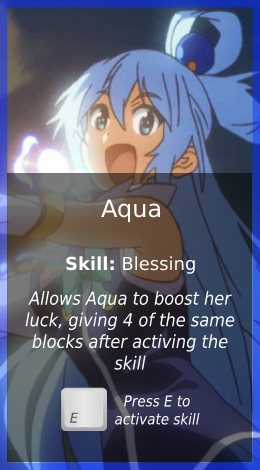 Aqua
Skill: Blessing
Allows Aqua to boost her
luck, giving 4 of the same
blocks after activing the
skill
E
Press E to
activate skill